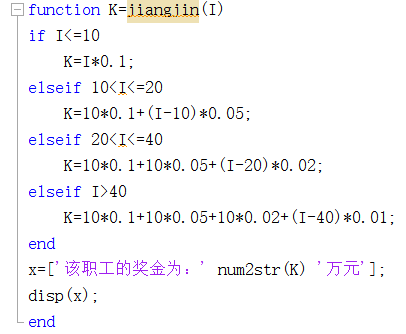 function K=jiangjin(I)
if I<=10
K=I*0.1;
elseif 10<I<=20
K=10*0.1+(I-10)*0.05;
elseif 20<I<=40
K=10*0.1+10*0.05+(I-20)*0.02;
elseif I>40
K=10*0.1+10*0.05+10*0.02+(I-40)*0.01;
end
x=['该职工的奖金为：' num2str(K) '万元'];
disp(x);
end